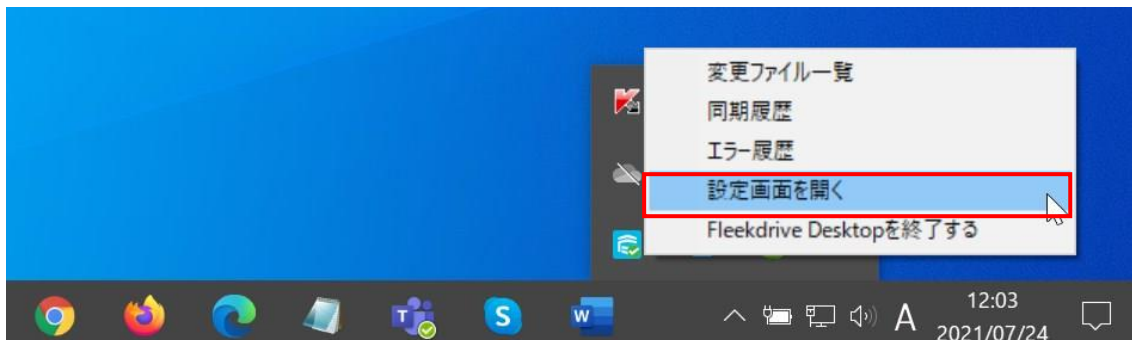 変更ファイル一覧
同期履歴
エラー履歴
設定画面を開く
Fleekdrive Desktopを終了する
T
S
W
A
12:03
2021/07/24